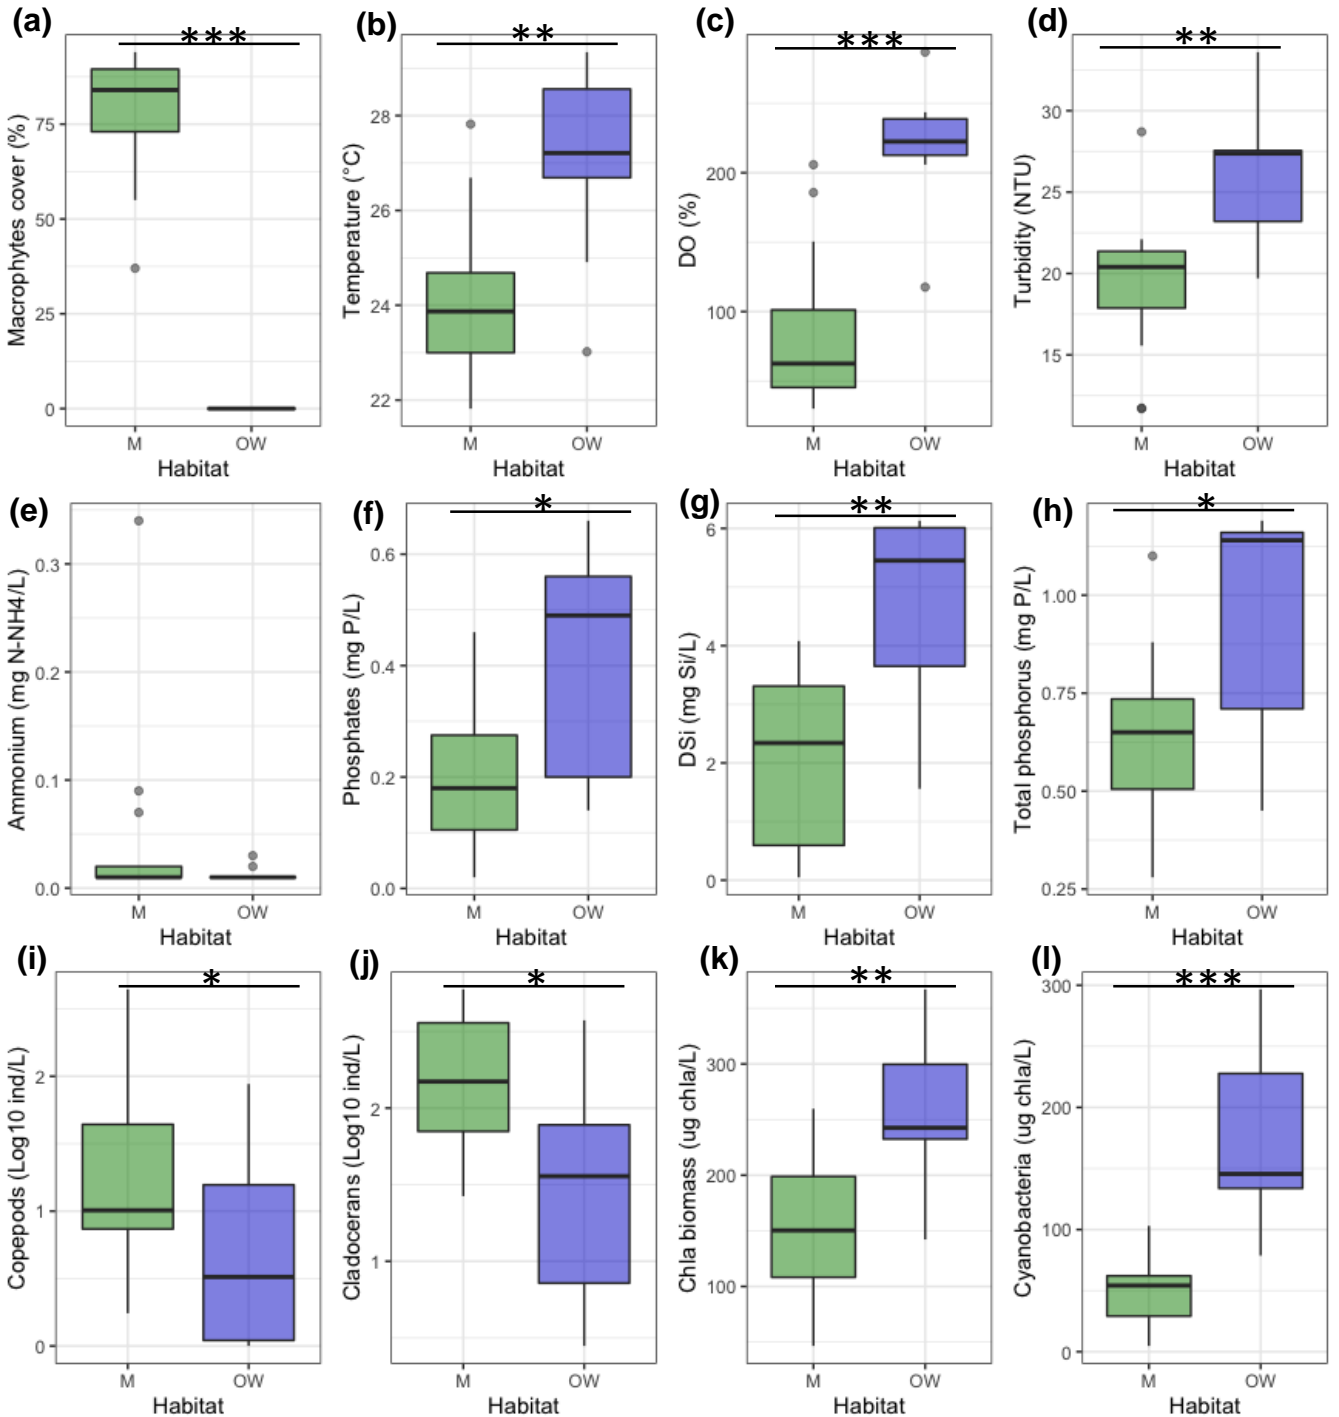 (a)
***
Macrophytes cover (%)
75
50
25
0
M OW
Habitat
(b)
**
Temperature (°C)
28
26
24
22
M OW
Habitat
(c)
***
DO (%)
200
100
M OW
Habitat
(d)
**
Turbidity (NTU)
30
25
20
15
M OW
Habitat
(e)
Ammonium (mg N-NH4/L)
0.3
0.2
0.1
0.0
M OW
Habitat
(f)
*
Phosphates (mg P/L)
0.6
0.4
0.2
0.0
M OW
Habitat
(g)
**
DSi (mg Si/L)
6
4
2
0
M OW
Habitat
(h)
*
Total phosphorus (mg P/L)
1.00
0.75
0.50
0.25
M OW
Habitat
(i)
*
Copepods (Log10 ind/L)
2
1
0
M OW
Habitat
(j)
*
Cladocerans (Log10 ind/L)
2
1
M OW
Habitat
(k)
**
Chla biomass (ug chla/L)
300
200
100
M OW
Habitat
(l)
***
Cyanobacteria (ug chla/L)
300
200
100
0
M OW
Habitat